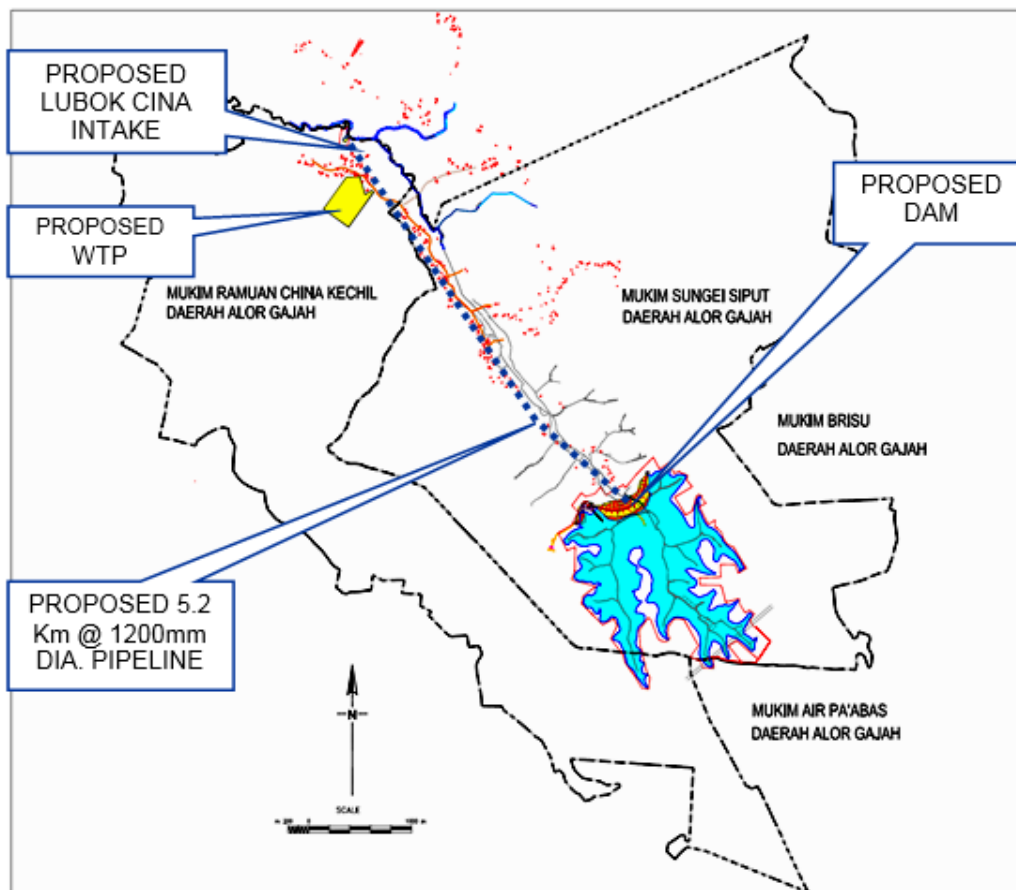 PROPOSED
LUBOK CINA
INTAKE
PROPOSED
DAM
PROPOSED
WTP
MUKIM RAMUAN CHINA KECHIL
DAERAH ALOR GAJAH
MUKIM SUNGEI SIPUT
DAERAH ALOR GAJAH
MUKIM BRISU
DAERAH ALOR GAJAH
PROPOSED 5.2
Km @ 1200mm
DIA. PIPELINE
MUKIM AIR PA'ABAS
DAERAH ALOR GAJAH
N
SCALE